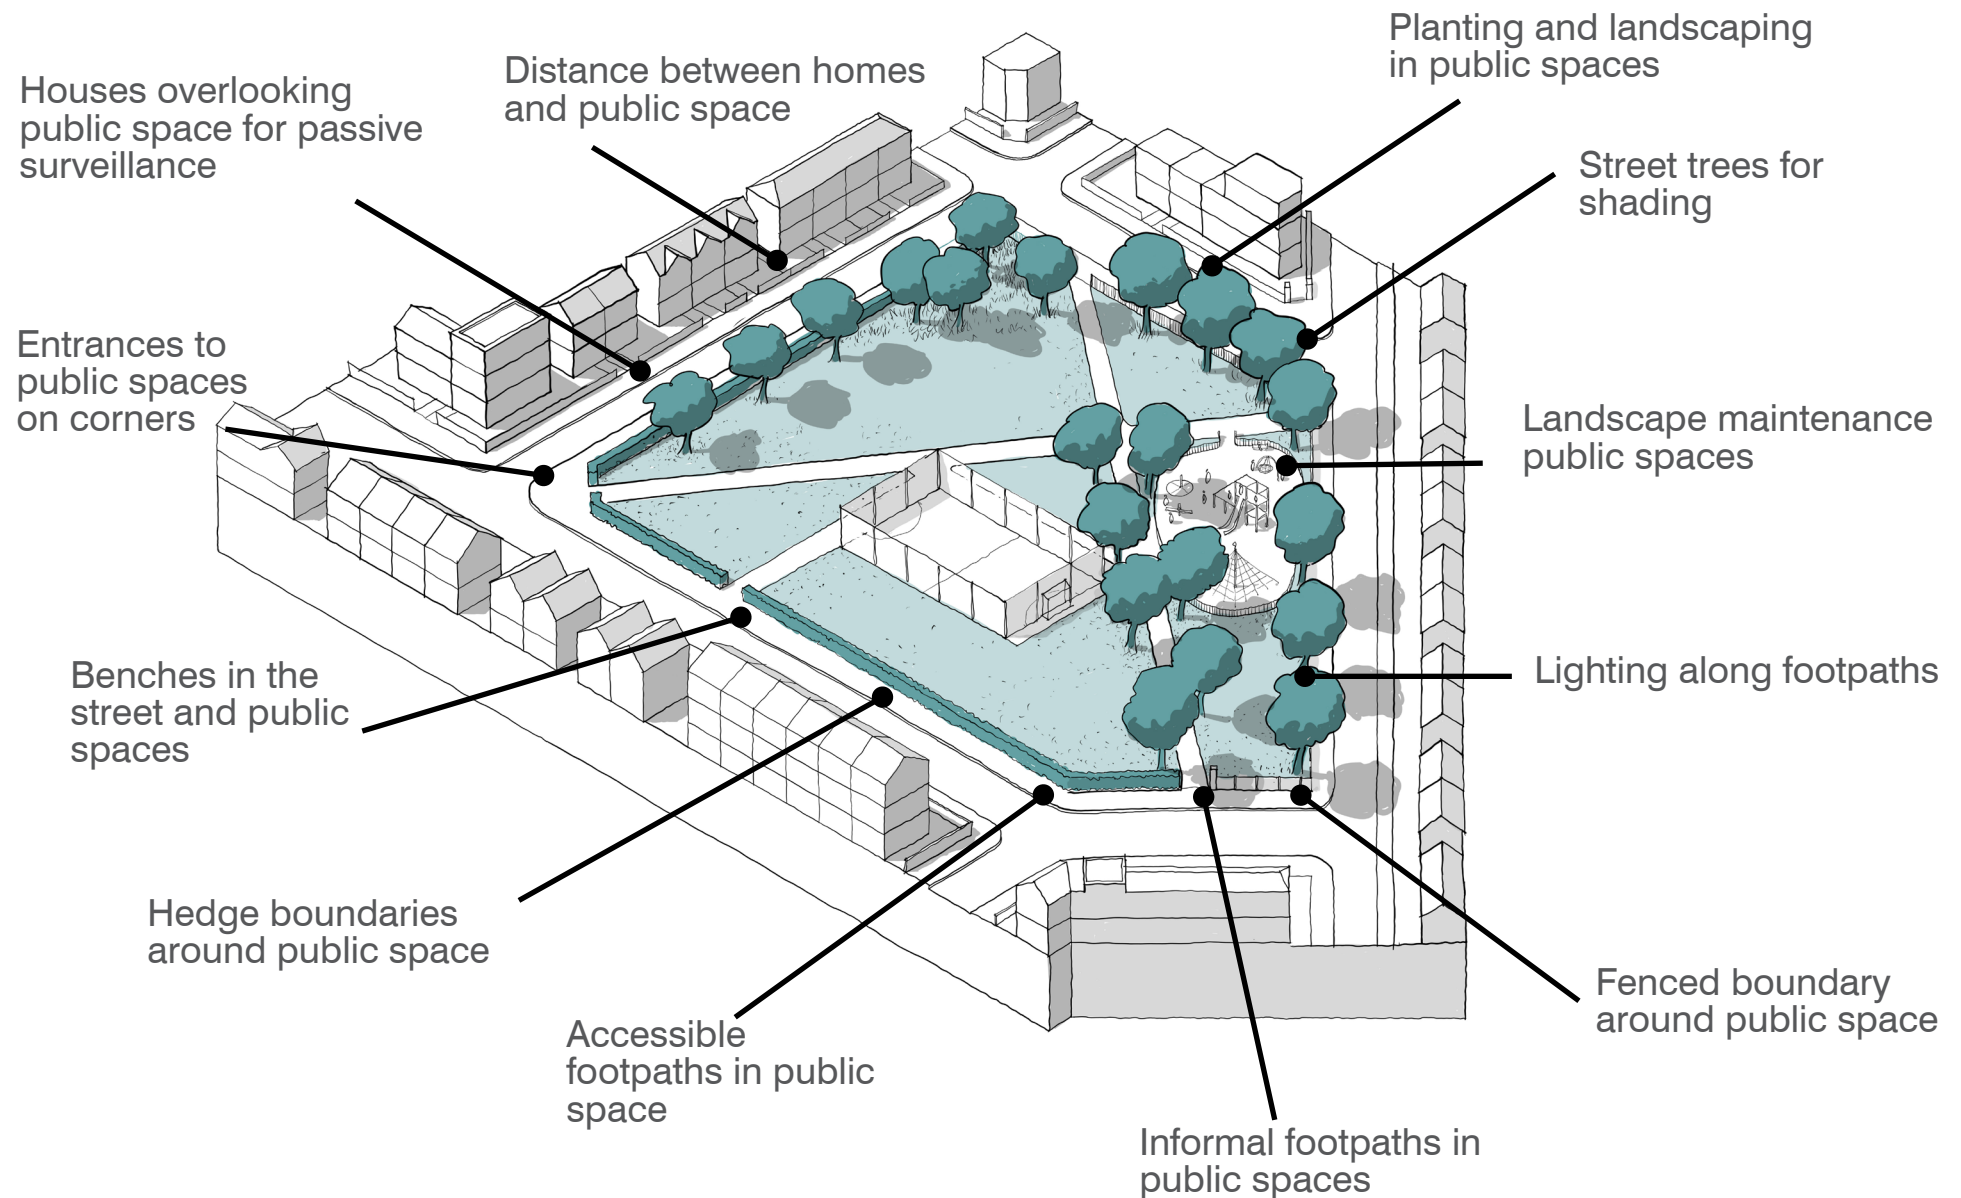 Planting and landscaping
in public spaces
Distance between homes
and public space
Houses overlooking
public space for passive
surveillance
Street trees for
shading
Entrances to
public spaces
on corners
Landscape maintenance
public spaces
Benches in the
street and public
spaces
Lighting along footpaths
Hedge boundaries
around public space
Fenced boundary
around public space
Accessible
footpaths in public
space
Informal footpaths in
public spaces